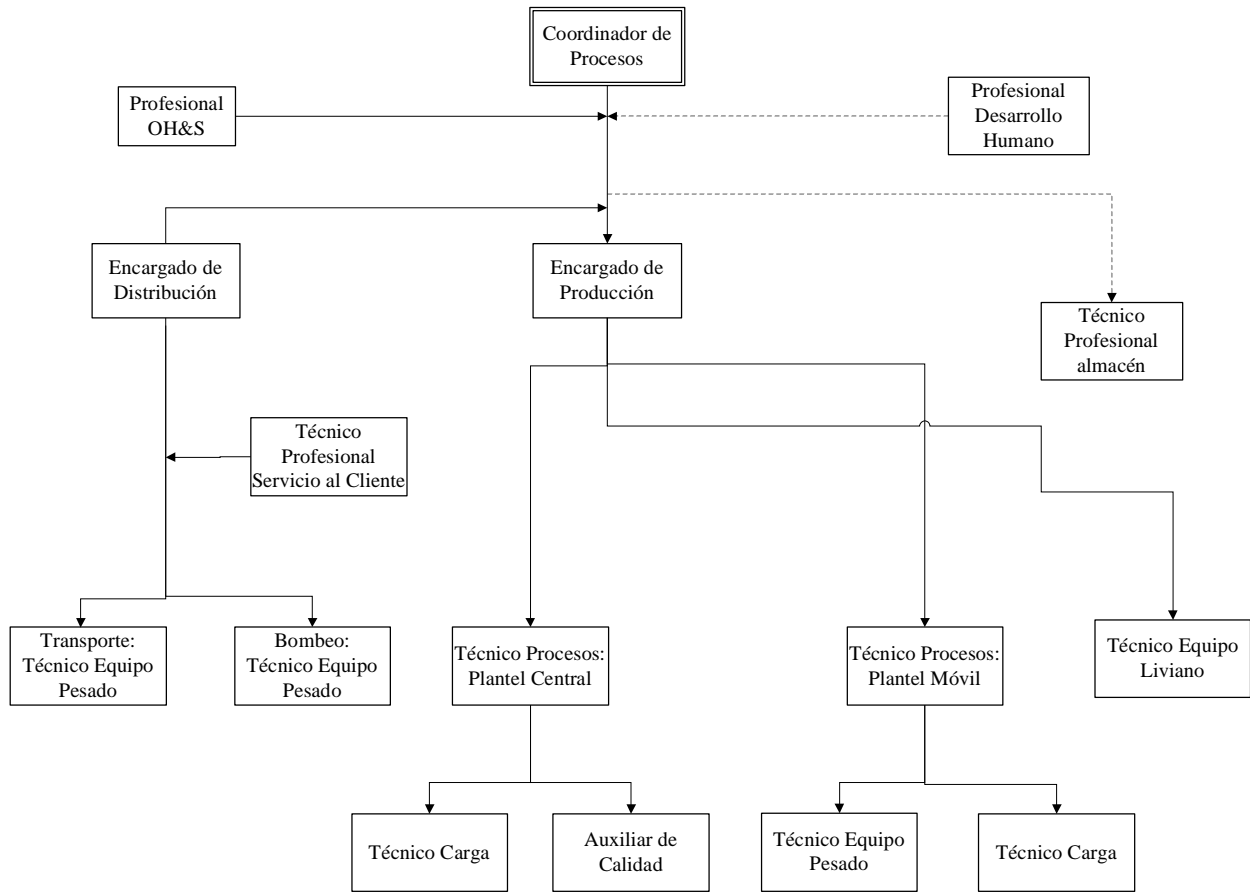 Coordinador de
Procesos
Profesional
OH&S
Profesional
Desarrollo
Humano
Encargado de
Distribución
Encargado de
Producción
Técnico
Profesional
almacén
Técnico
Profesional
Servicio al Cliente
Transporte:
Técnico Equipo
Pesado
Bombeo:
Técnico Equipo
Pesado
Técnico Procesos:
Plantel Central
Técnico Procesos:
Plantel Móvil
Técnico Equipo
Liviano
Técnico Carga
Auxiliar de
Calidad
Técnico Equipo
Pesado
Técnico Carga